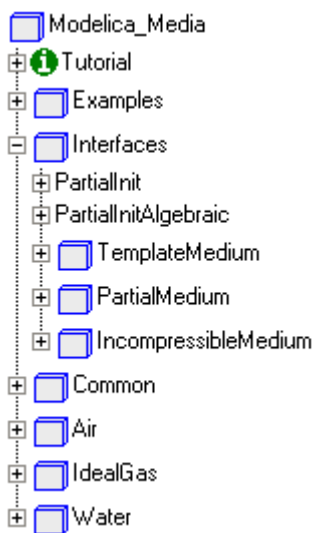 Modelica_Media
Tutorial
Examples
Interfaces
PartialInit
PartialInitAlgebraic
TemplateMedium
PartialMedium
IncompressibleMedium
Common
Air
IdealGas
Water